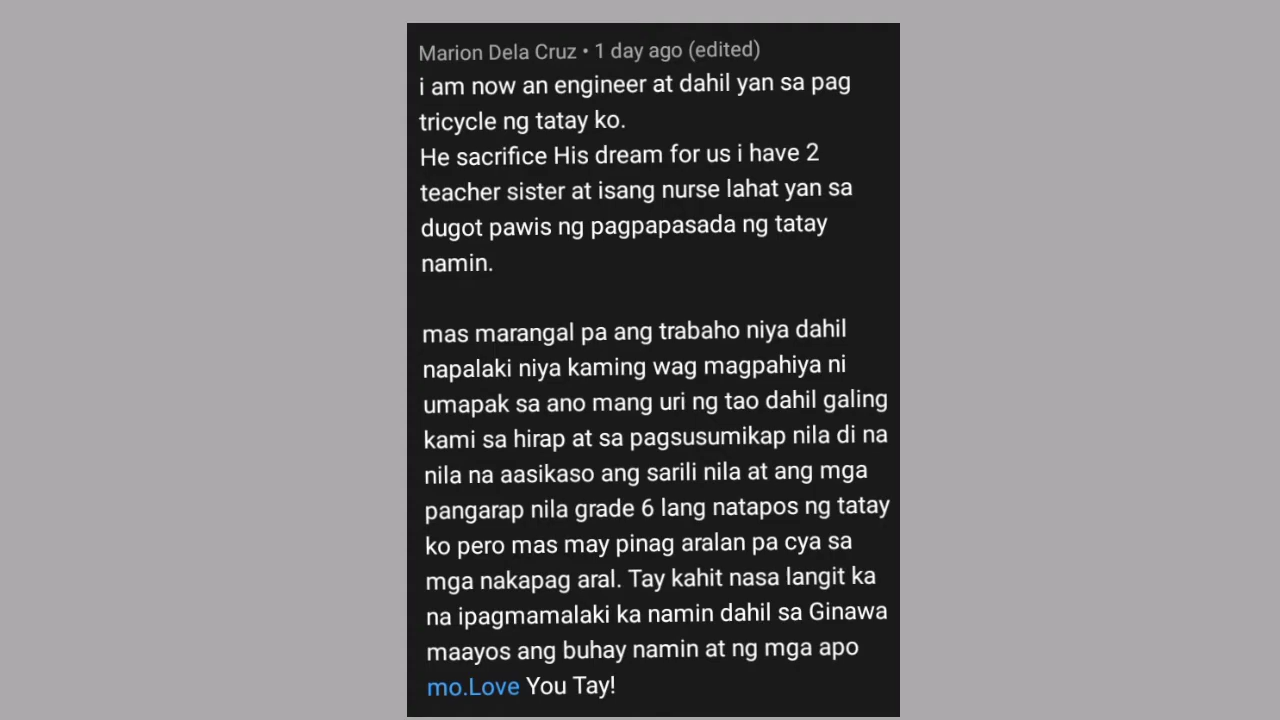 Marion Dela Cruz • 1 day ago (edited)
i am now an engineer at dahil yan sa pag
tricycle ng tatay ko.
He sacrifice His dream for us i have 2
teacher sister at isang nurse lahat yan sa
dugot pawis ng pagpapasada ng tatay
namin.

mas marangal pa ang trabaho niya dahil
napalaki niya kaming wag magpahiya ni
umapak sa ano mang uri ng tao dahil galing
kami sa hirap at sa pagsusumikap nila di na
nila na aasikaso ang sarili nila at ang mga
pangarap nila grade 6 lang natapos ng tatay
ko pero mas may pinag aralan pa cya sa
mga nakapag aral. Tay kahit nasa langit ka
na ipagmamalaki ka namin dahil sa Ginawa
maayos ang buhay namin at ng mga apo
mo.Love You Tay!